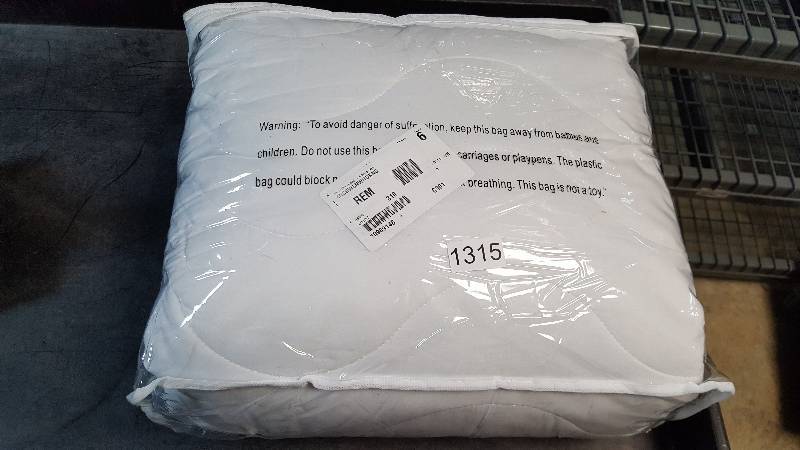 Warning: "To avoid danger of suffo ation, keep this bag away from babies and
children. Do not use this carriages or playpens. The plastic
bag could block breathing. This bag is not a toy."
6
REM
210
1315